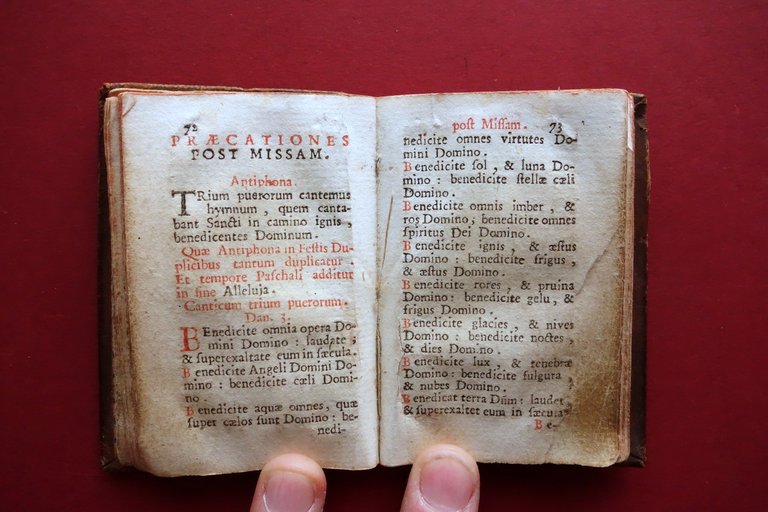 72
PRÆCATIONES
POST MISSAM.
Antiphona.
TRium puerorum cantemus
hymnum, quem canta-
bant Sancti in camino ignis,
benedicentes Dominum.
Quæ Antiphona in Festis Du-
plicibus tantum duplicatur.
Et tempore Paschali additur
in fine Alleluja.
Canticum trium puerorum.
Dan. 3.
BEnedicite omnia opera Do-
mini Domino: laudate,
& superexaltate eum in sæcula.
Benedicite Angeli Domini Do-
mino: benedicite cæli Domi-
no.
Benedicite aquæ omnes, quæ
super cælos sunt Domino: be-
nedi-
post Missam. 73
nedicite omnes virtutes Do-
mini Domino.
Benedicite sol, & luna Do-
mino: benedicite stellæ cæli
Domino.
Benedicite omnis imber, &
ros Domino, benedicite omnes
spiritus Dei Domino.
Benedicite ignis, & æstus
Domino: benedicite frigus,
& æstus Domino.
Benedicite rores, & pruina
Domino: benedicite gelu, &
frigus Domino.
Benedicite glacies, & nives
Domino: benedicite noctes,
& dies Domino.
Benedicite lux, & tenebræ
Domino: benedicite fulgura,
& nubes Domino.
Benedicat terra Dñm: laudet,
& superexaltet eum in sæcula
Be-